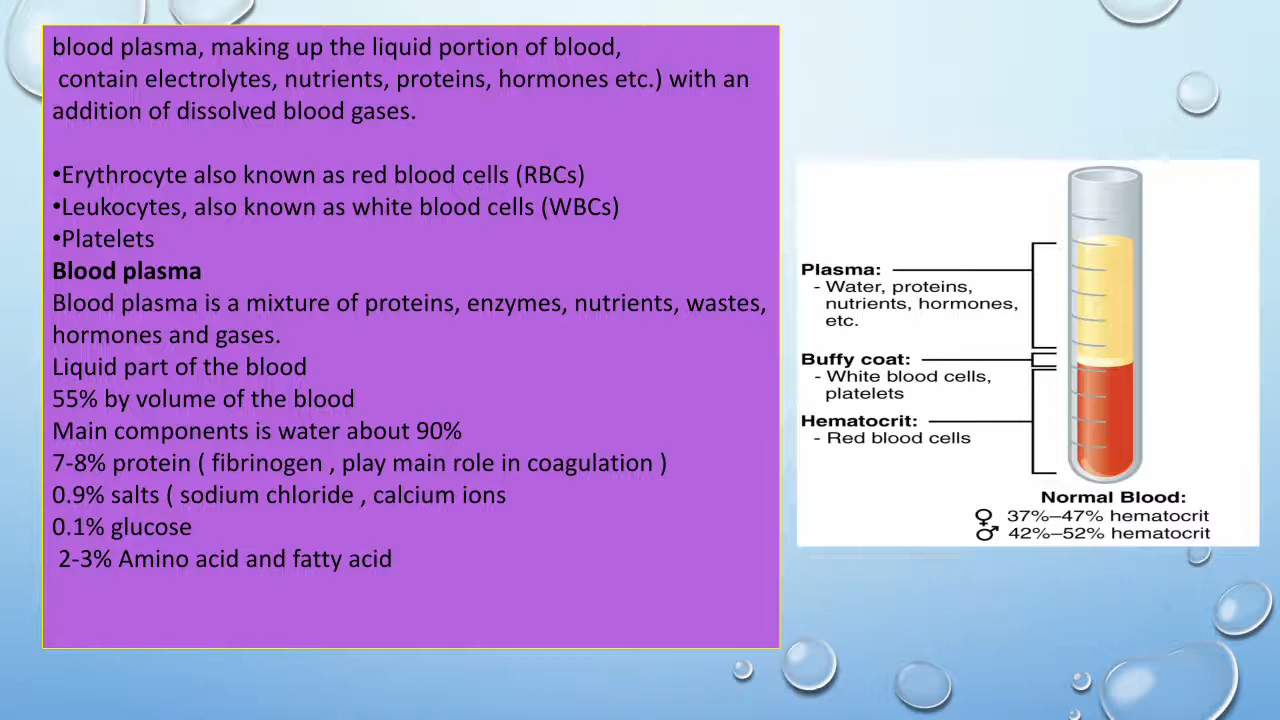 blood plasma, making up the liquid portion of blood,
contain electrolytes, nutrients, proteins, hormones etc.) with an
addition of dissolved blood gases.
•Erythrocyte also known as red blood cells (RBCs)
•Leukocytes, also known as white blood cells (WBCs)
•Platelets
Blood plasma
Blood plasma is a mixture of proteins, enzymes, nutrients, wastes,
hormones and gases.
Liquid part of the blood
55% by volume of the blood
Main components is water about 90%
7-8% protein ( fibrinogen , play main role in coagulation )
0.9% salts ( sodium chloride , calcium ions
0.1% glucose
2-3% Amino acid and fatty acid
Plasma:
- Water, proteins,
nutrients, hormones,
etc.
Buffy coat:
- White blood cells,
platelets
Hematocrit:
- Red blood cells
Normal Blood:
♀ 37%–47% hematocrit
♂ 42%–52% hematocrit